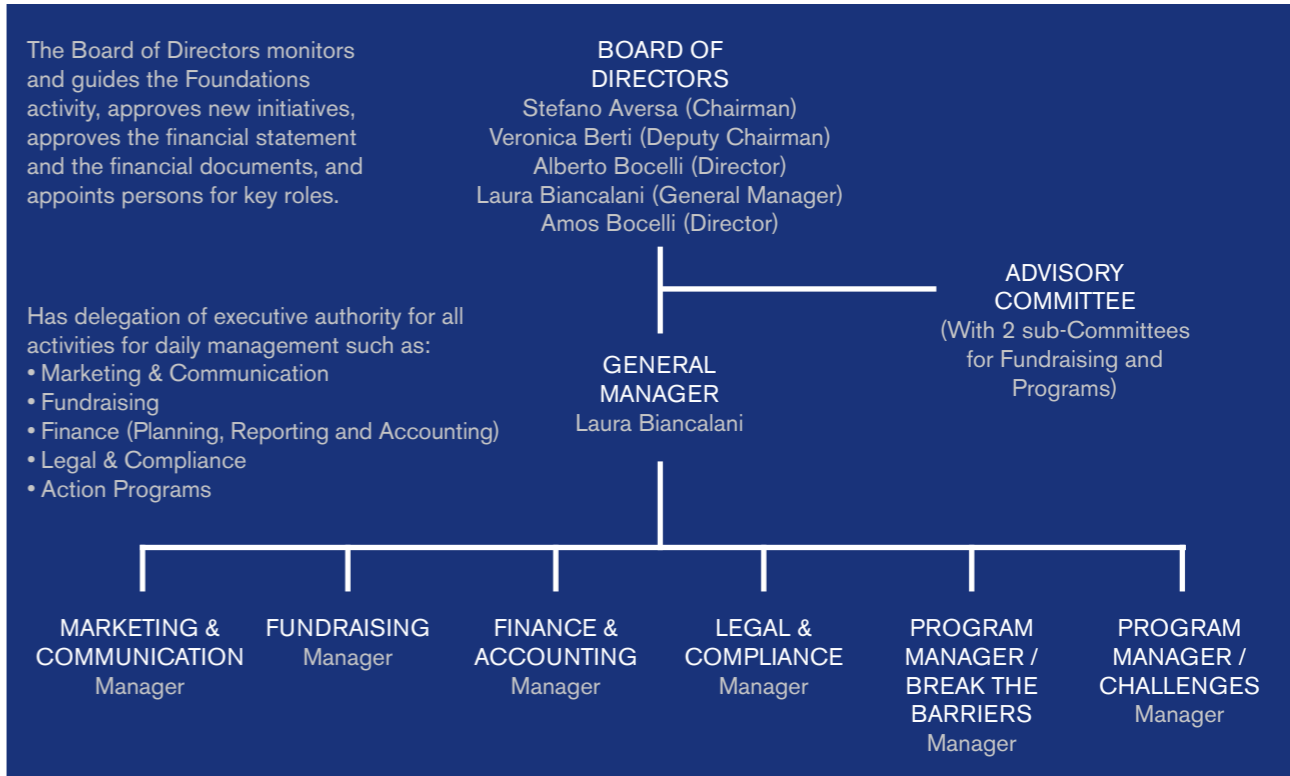 The Board of Directors monitors
and guides the Foundations
activity, approves new initiatives,
approves the financial statement
and the financial documents, and
appoints persons for key roles.
BOARD OF
DIRECTORS
Stefano Aversa (Chairman)
Veronica Berti (Deputy Chairman)
Alberto Bocelli (Director)
Laura Biancalani (General Manager)
Amos Bocelli (Director)
ADVISORY
COMMITTEE
(With 2 sub-Committees
for Fundraising and
Programs)
Has delegation of executive authority for all
activities for daily management such as:
• Marketing & Communication
• Fundraising
• Finance (Planning, Reporting and Accounting)
• Legal & Compliance
• Action Programs
GENERAL
MANAGER
Laura Biancalani
MARKETING &
COMMUNICATION
Manager
FUNDRAISING
Manager
FINANCE &
ACCOUNTING
Manager
LEGAL &
COMPLIANCE
Manager
PROGRAM
MANAGER /
BREAK THE
BARRIERS
Manager
PROGRAM
MANAGER /
CHALLENGES
Manager